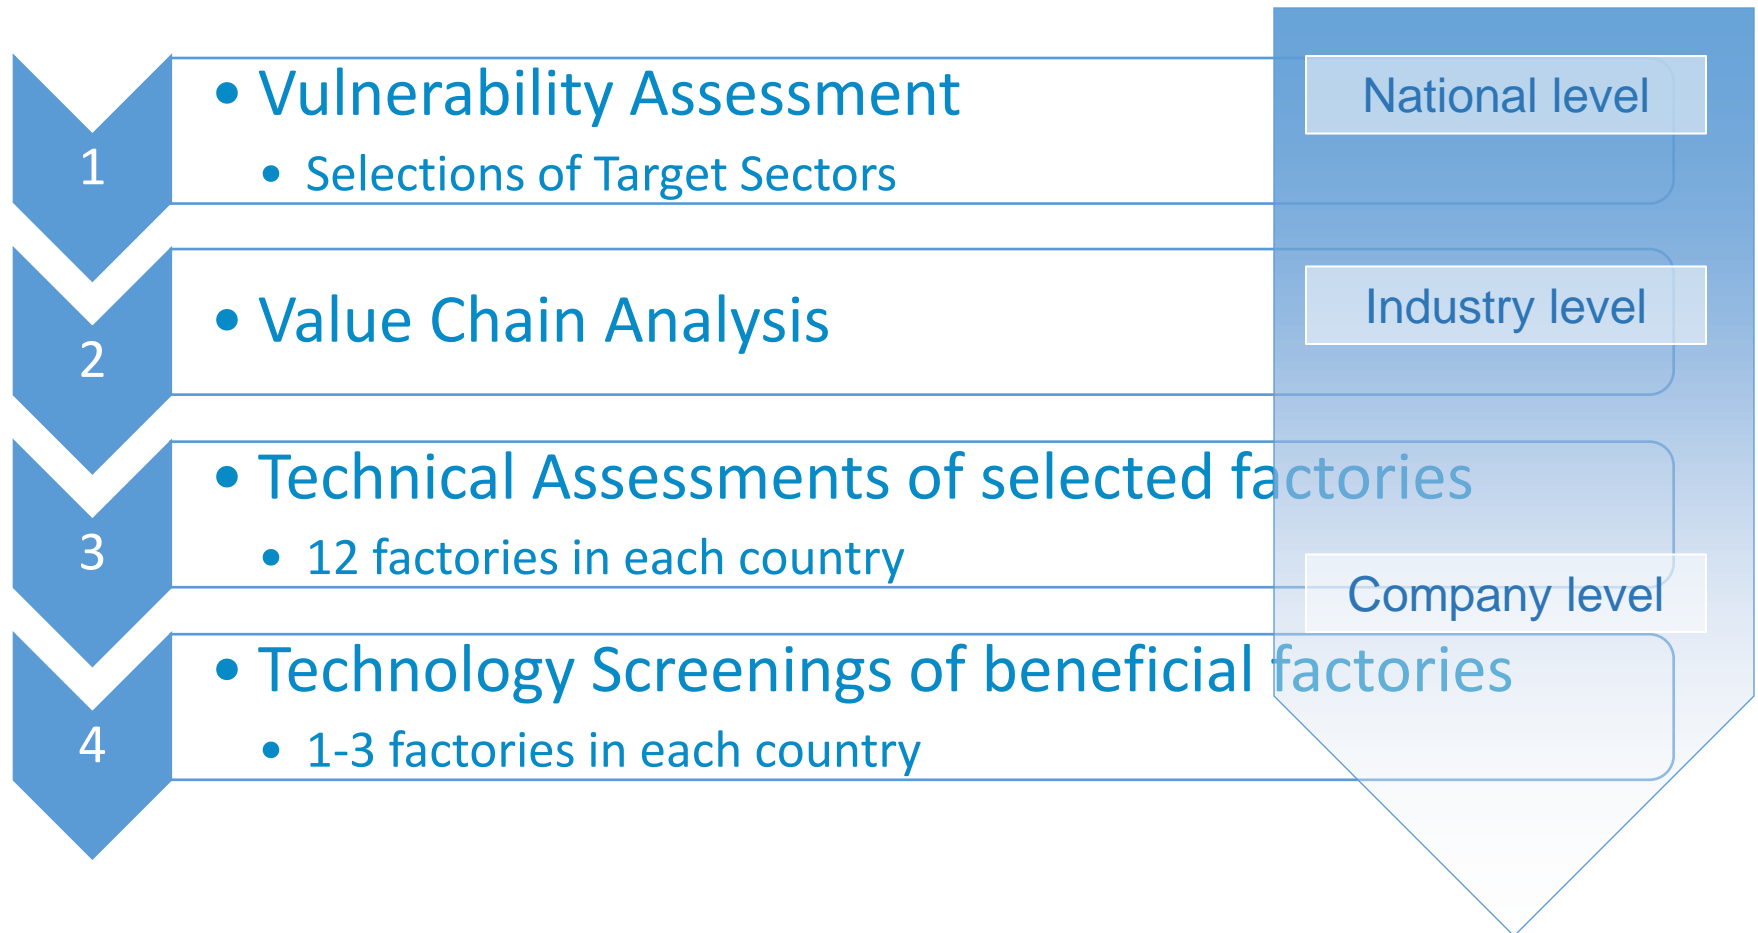 1
• Vulnerability Assessment
• Selections of Target Sectors
National level
2
• Value Chain Analysis
Industry level
3
• Technical Assessments of selected factories
• 12 factories in each country
Company level
4
• Technology Screenings of beneficial factories
• 1-3 factories in each country